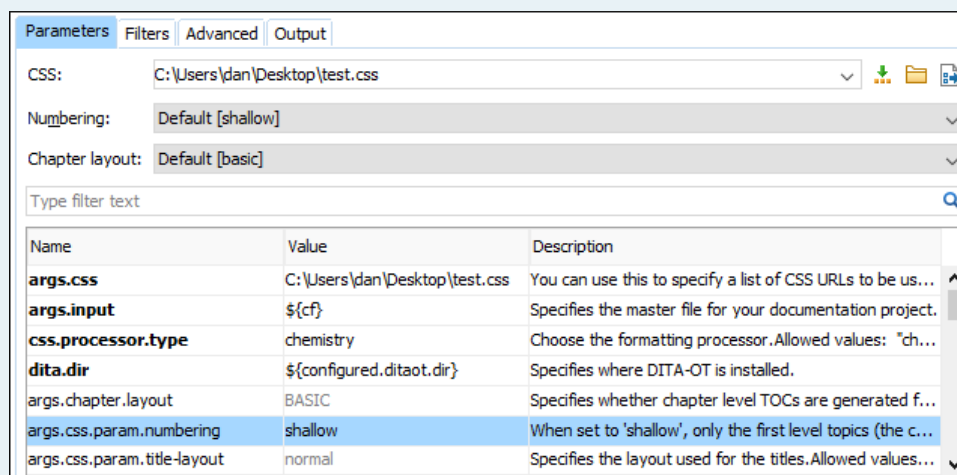 Parameters Filters Advanced Output
CSS: C:\Users\dan\Desktop\test.css
Numbering: Default [shallow]
Chapter layout: Default [basic]
Type filter text
Name Value Description
args.css C:\Users\dan\Desktop\test.css You can use this to specify a list of CSS URLs to be us...
args.input ${cf} Specifies the master file for your documentation project.
css.processor.type chemistry Choose the formatting processor.Allowed values: "ch...
dita.dir ${configured.ditaot.dir} Specifies where DITA-OT is installed.
args.chapter.layout BASIC Specifies whether chapter level TOCs are generated f...
args.css.param.numbering shallow When set to 'shallow', only the first level topics (the c...
args.css.param.title-layout normal Specifies the layout used for the titles.Allowed values...